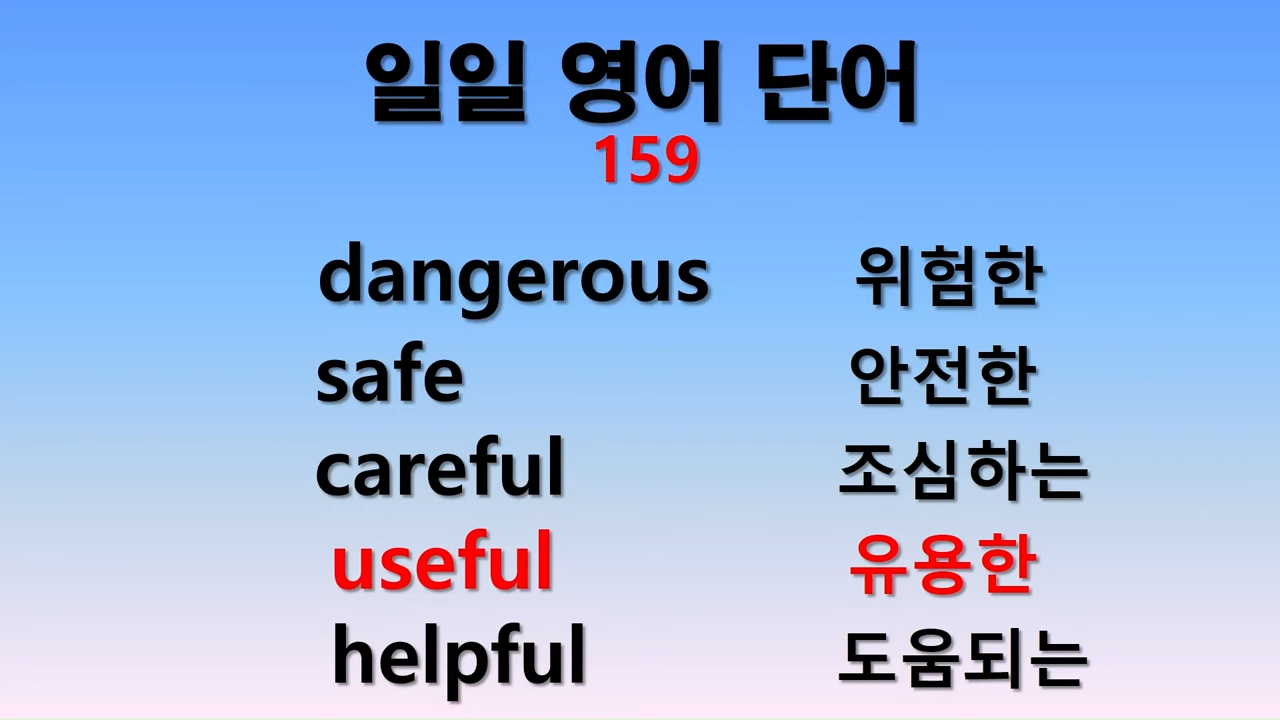 일일 영어 단어
159
dangerous 위험한
safe 안전한
careful 조심하는
useful 유용한
helpful 도움되는